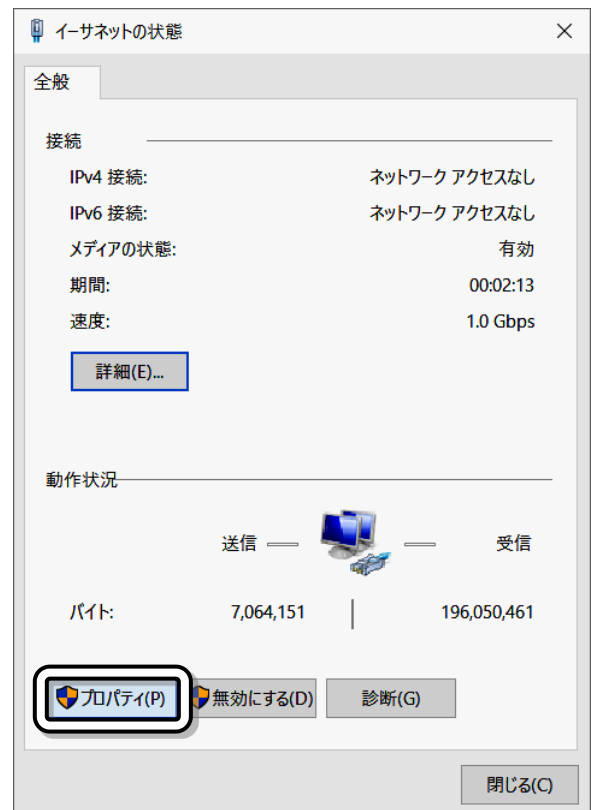 イーサネットの状態
全般
接続
IPv4 接続: ネットワーク アクセスなし
IPv6 接続: ネットワーク アクセスなし
メディアの状態: 有効
期間: 00:02:13
速度: 1.0 Gbps
詳細(E)...
動作状況
送信 受信
バイト: 7,064,151 196,050,461
プロパティ(P) 無効にする(D) 診断(G)
閉じる(C)